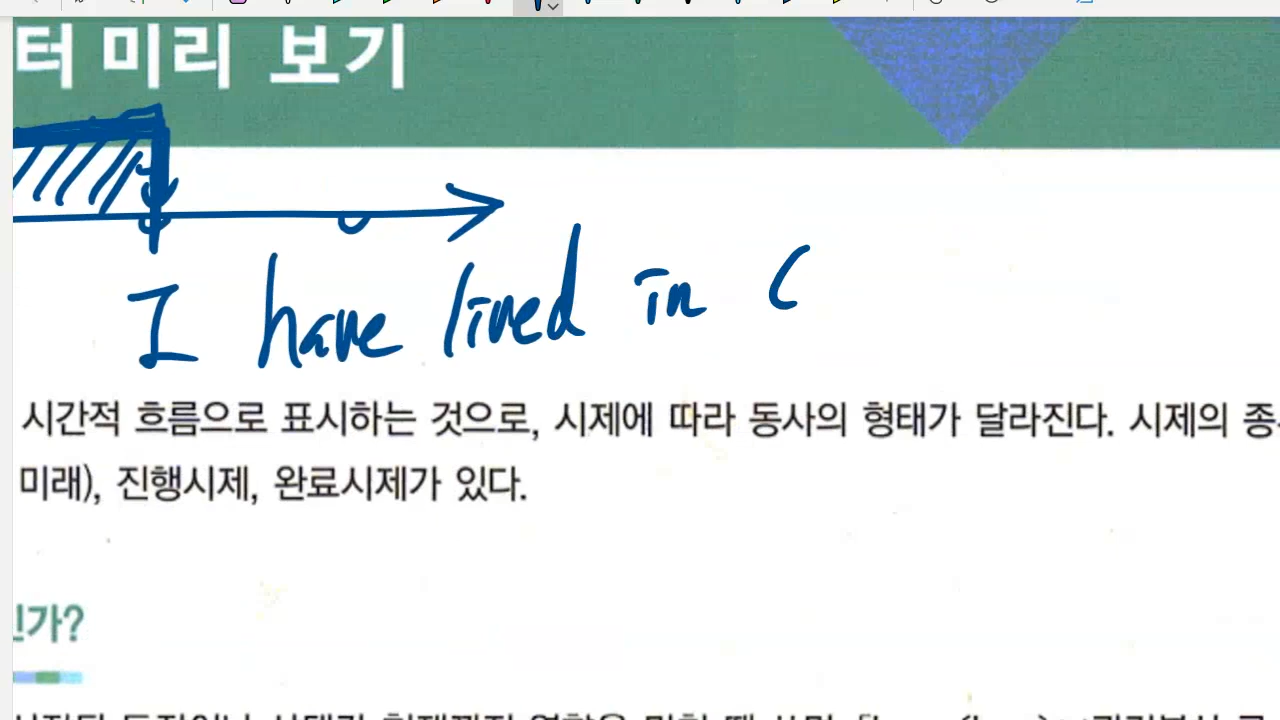 터 미리 보기
I have lived in C
시간적 흐름으로 표시하는 것으로, 시제에 따라 동사의 형태가 달라진다. 시제의 종
미래), 진행시제, 완료시제가 있다.
인가?